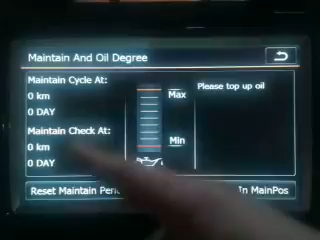 Maintain And Oil Degree
Maintain Cycle At:
0 km
0 DAY
Maintain Check At:
0 km
0 DAY
Max
Min
Please top up oil
Reset Maintain
In MainPos